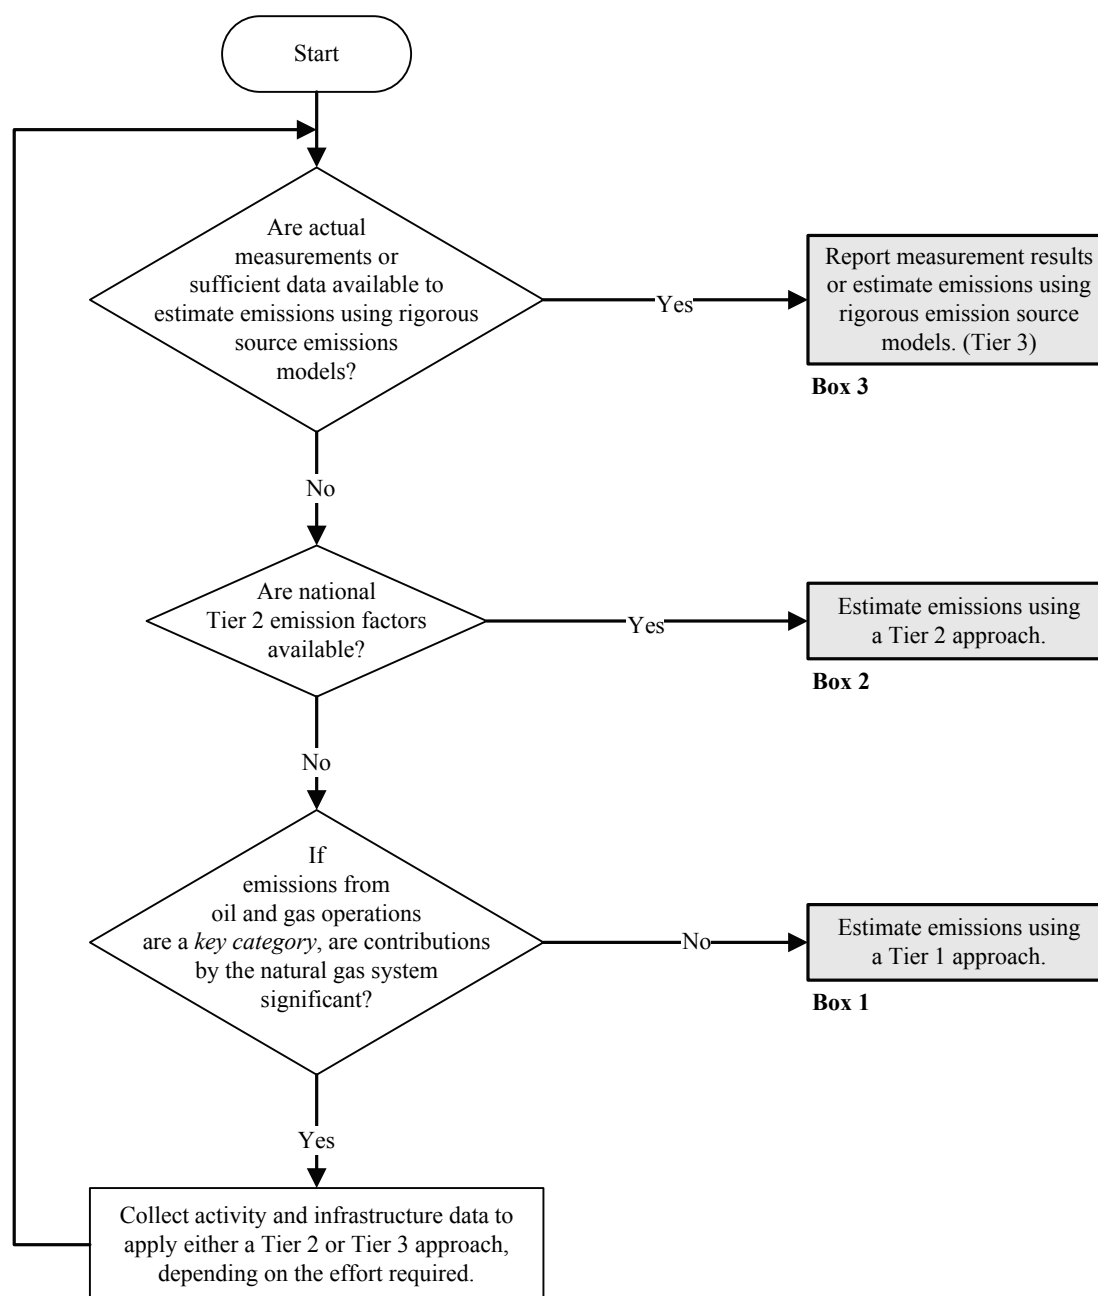 Start
Are actual
measurements or
sufficient data available to
estimate emissions using rigorous
source emissions
models?
Yes
Report measurement results
or estimate emissions using
rigorous emission source
models. (Tier 3)
Box 3
No
Are national
Tier 2 emission factors
available?
Yes
Estimate emissions using
a Tier 2 approach.
Box 2
No
If
emissions from
oil and gas operations
are a key category, are contributions
by the natural gas system
significant?
No
Estimate emissions using
a Tier 1 approach.
Box 1
Yes
Collect activity and infrastructure data to
apply either a Tier 2 or Tier 3 approach,
depending on the effort required.